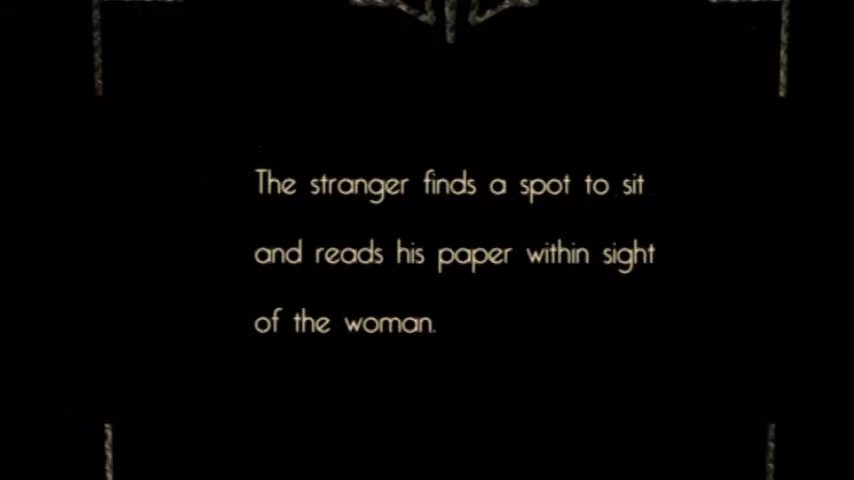 The stranger finds a spot to sit
and reads his paper within sight
of the woman.